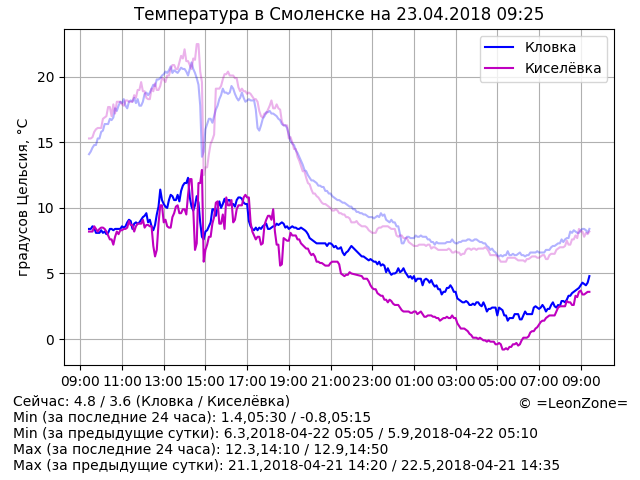 Температура в Смоленске на 23.04.2018 09:25
Кловка
Киселёвка
градусов Цельсия, °C
20
15
10
5
0
09:00 11:00 13:00 15:00 17:00 19:00 21:00 23:00 01:00 03:00 05:00 07:00 09:00
Сейчас: 4.8 / 3.6 (Кловка / Киселёвка)
© =LeonZone=
Min (за последние 24 часа): 1.4,05:30 / -0.8,05:15
Min (за предыдущие сутки): 6.3,2018-04-22 05:05 / 5.9,2018-04-22 05:10
Max (за последние 24 часа): 12.3,14:10 / 12.9,14:50
Max (за предыдущие сутки): 21.1,2018-04-21 14:20 / 22.5,2018-04-21 14:35